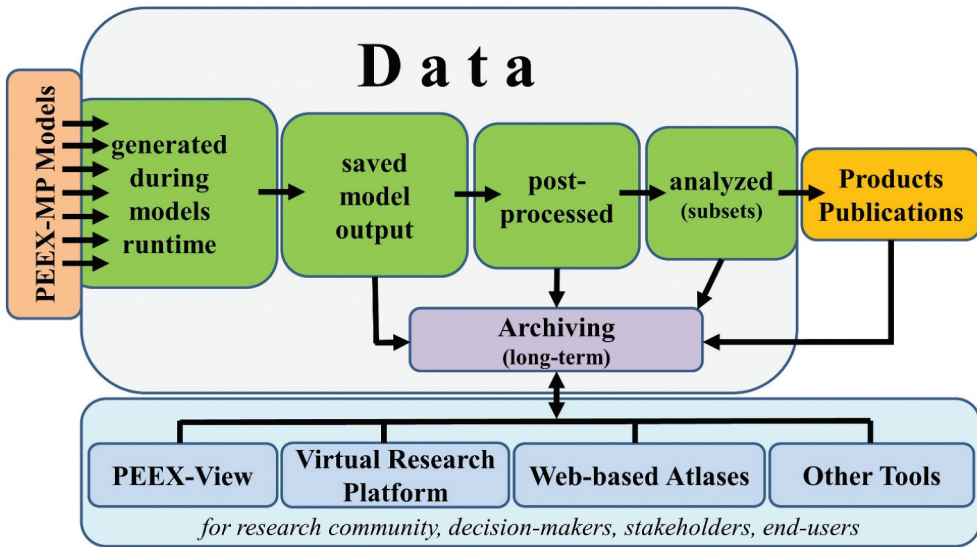 D a t a
PEEX-MP Models
generated
during
models
runtime
saved
model
output
post-
processed
analyzed
(subsets)
Products
Publications
Archiving
(long-term)
PEEX-View
Virtual Research
Platform
Web-based Atlases
Other Tools
for research community, decision-makers, stakeholders, end-users